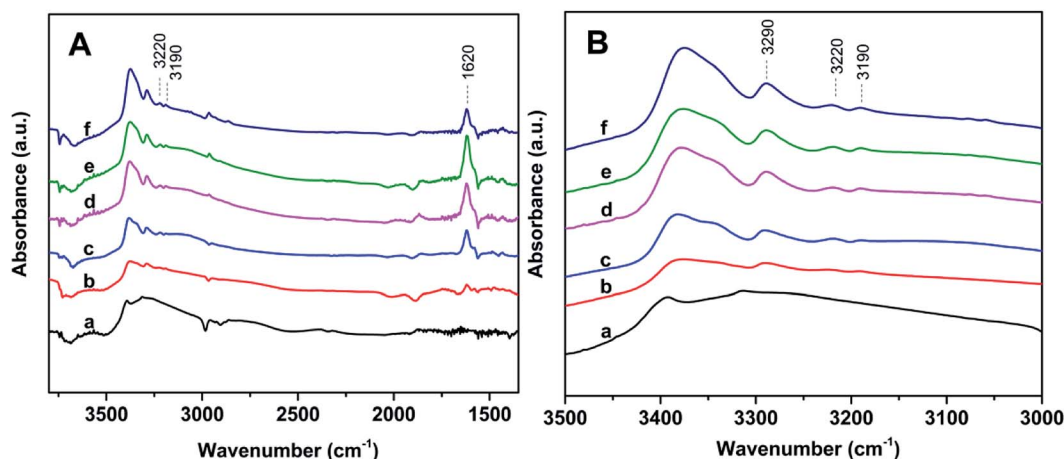 A
3220
3190
1620
f
e
d
c
b
a
Absorbance (a.u.)
3500
3000
2500
2000
1500
Wavenumber (cm-1)
B
3290
3220
3190
f
e
d
c
b
a
Absorbance (a.u.)
3500
3400
3300
3200
3100
3000
Wavenumber (cm-1)